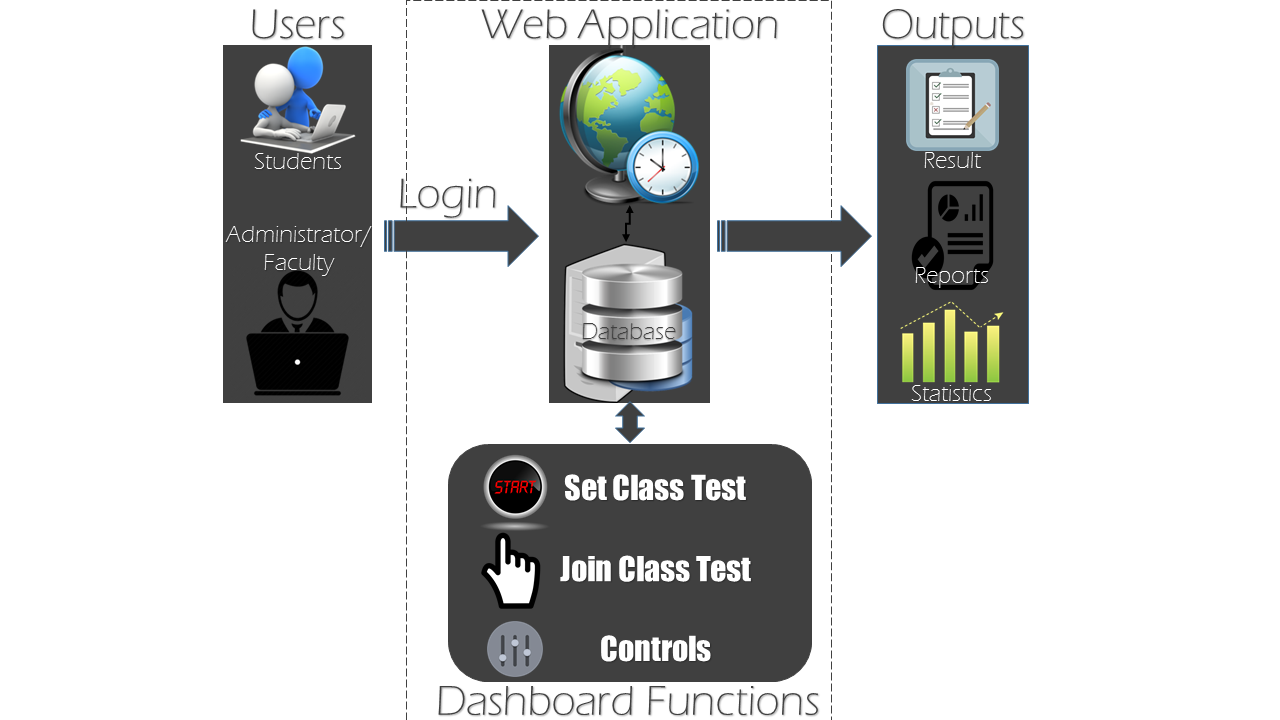 Users
Web Application
Outputs
Students
Administrator/
Faculty
Login
Database
Result
Reports
Statistics
START
Set Class Test
Join Class Test
Controls
Dashboard Functions